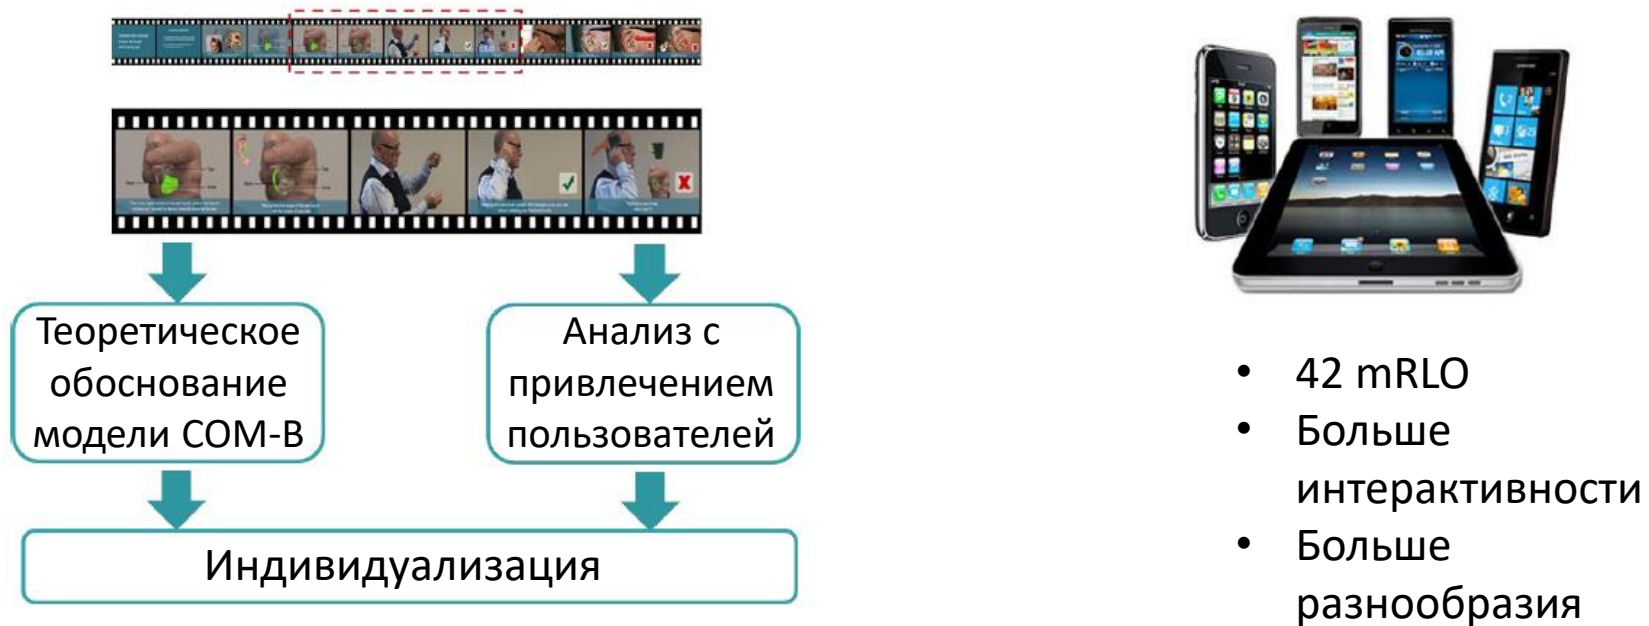 Теоретическое
обоснование
модели COM-B
Анализ с
привлечением
пользователей
Индивидуализация
• 42 mRLO
• Больше
интерактивности
• Больше
разнообразия